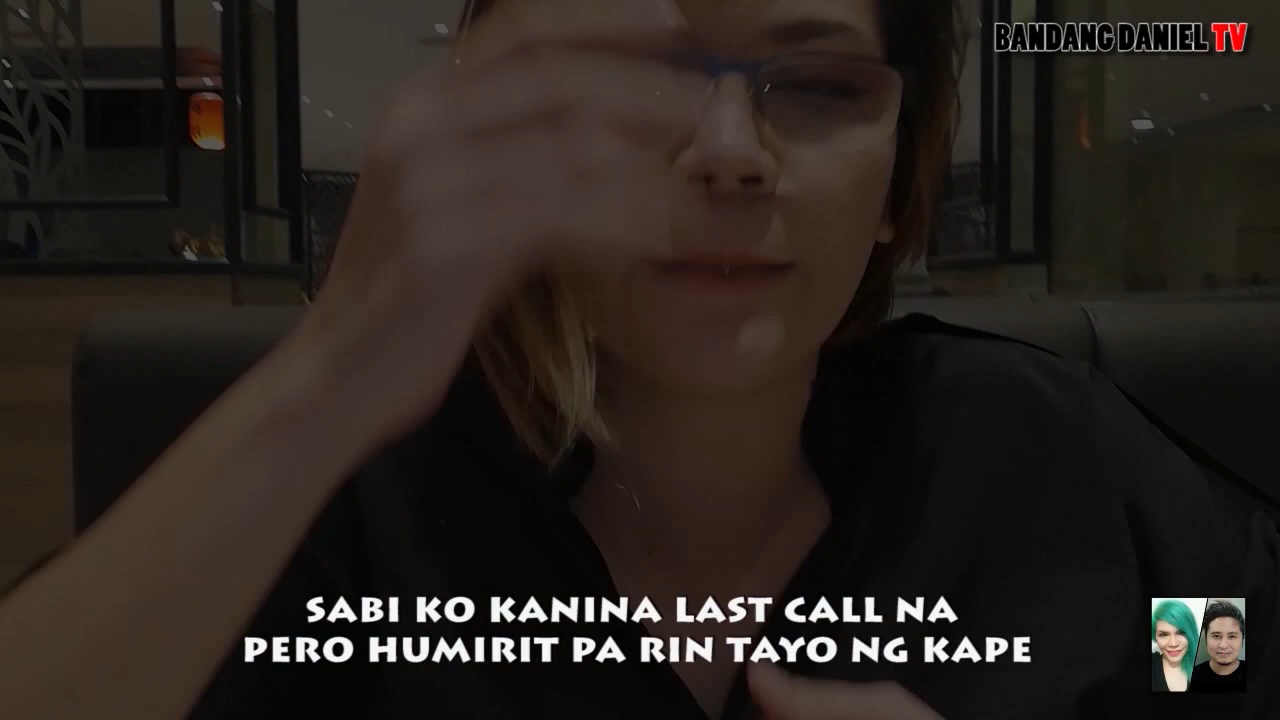 BANDANG DANIEL TV
SABI KO KANINA LAST CALL NA
PERO HUMIRIT PA RIN TAYO NG KAPE